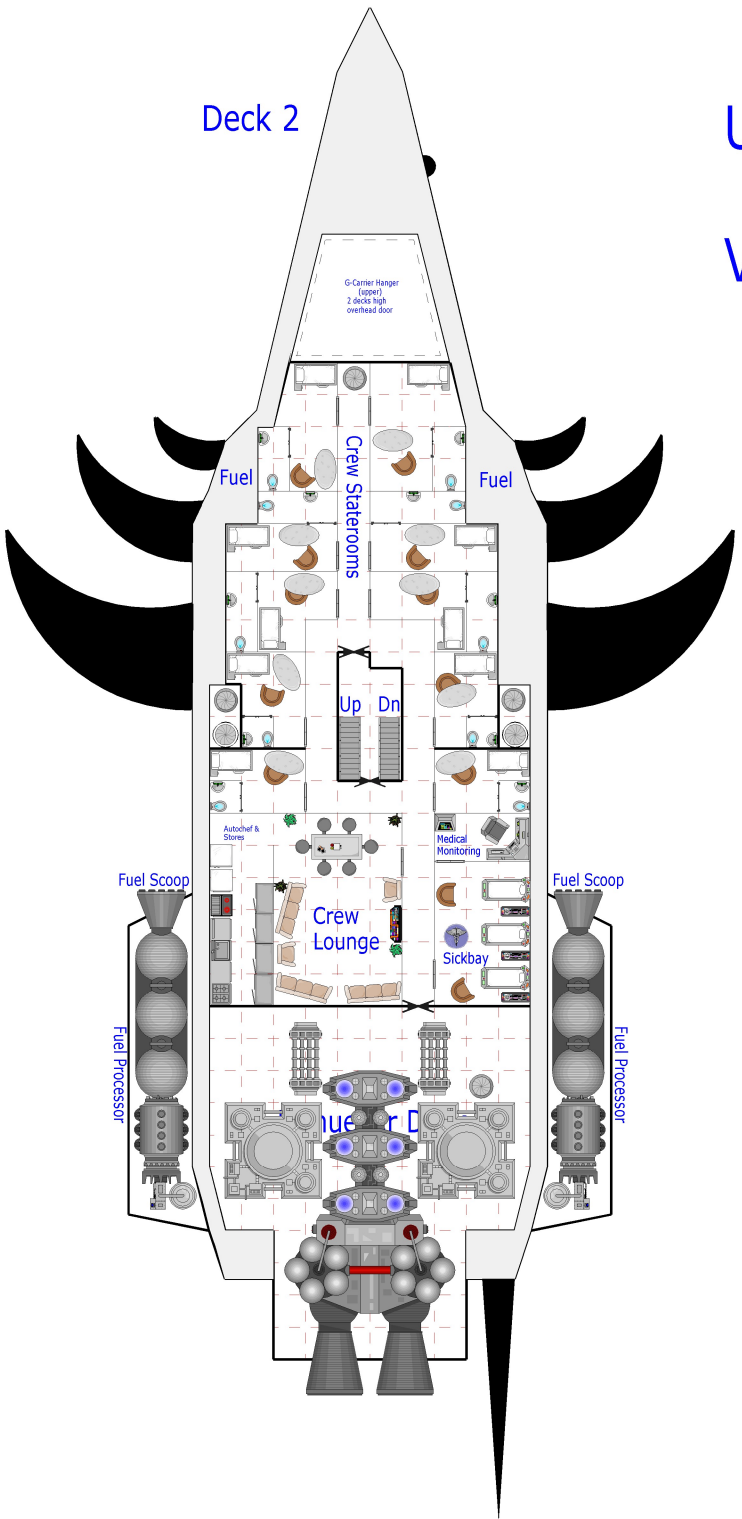 Deck 2
U
V
G-Carrier Hanger
(upper)
2 decks high
overhead door
Crew Staterooms
Fuel
Fuel
Up
Dn
Autochef &
Stores
Medical
Monitoring
Fuel Scoop
Fuel Scoop
Crew
Lounge
Sickbay
Fuel Processor
Fuel Processor